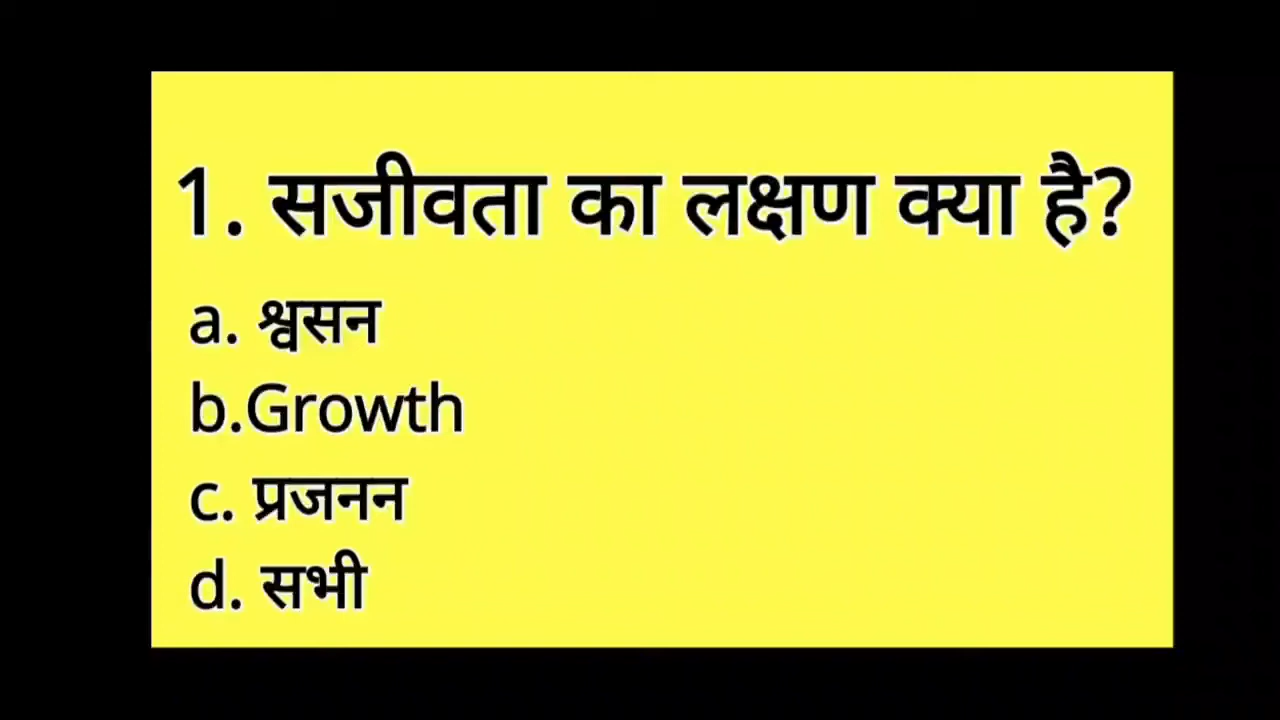 1. सजीवता का लक्षण क्या है?
a. श्वसन
b.Growth
c. प्रजनन
d. सभी